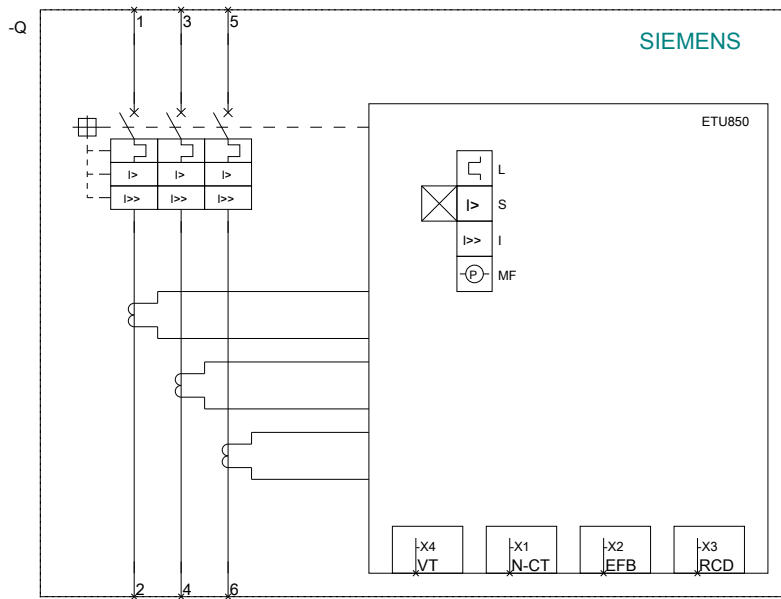 1 3 5
-Q
SIEMENS
ETU850
L
I> I> I>
I> S
I>> I>> I>>
I>> I
P MF
-X4 -X1 -X2 -X3
VT N-CT EFB RCD
2 4 6